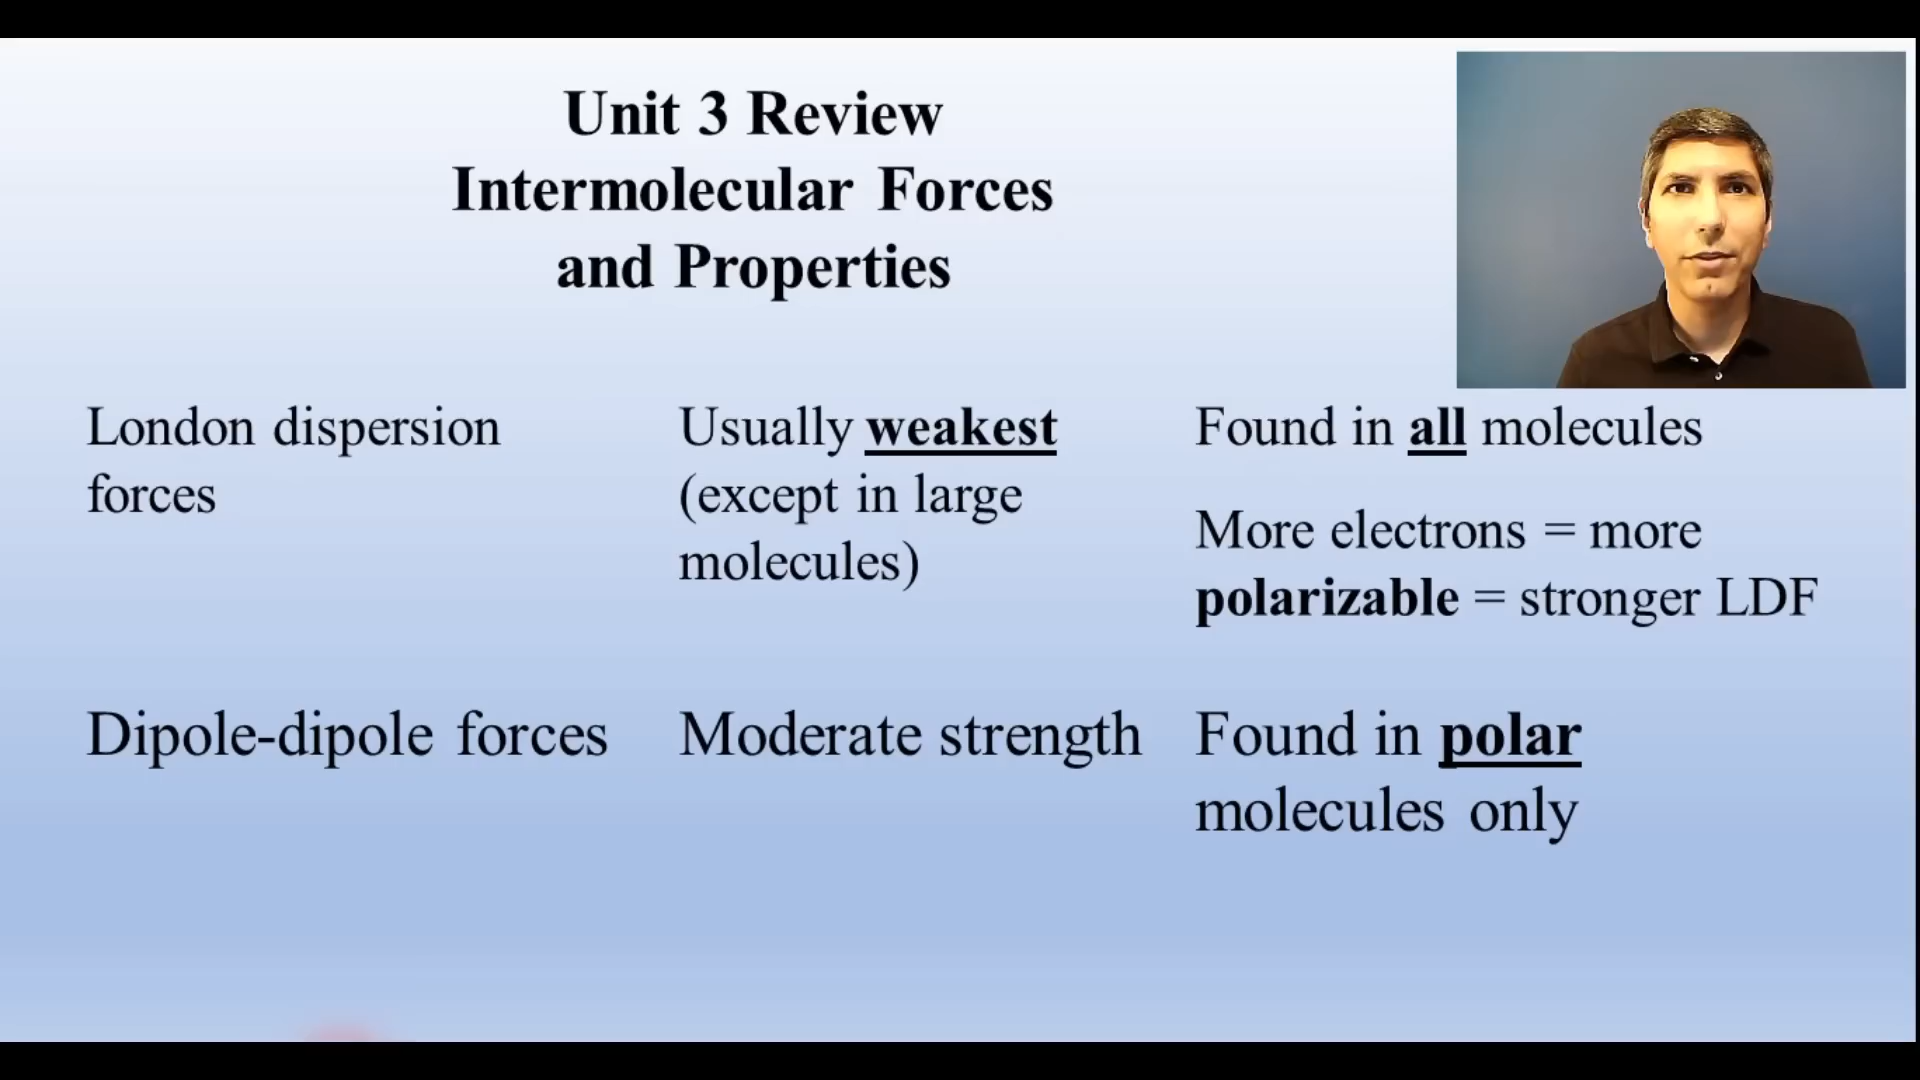 Unit 3 Review
Intermolecular Forces
and Properties
London dispersion
forces
Usually weakest
(except in large
molecules)
Found in all molecules
More electrons = more
polarizable = stronger LDF
Dipole-dipole forces
Moderate strength
Found in polar
molecules only